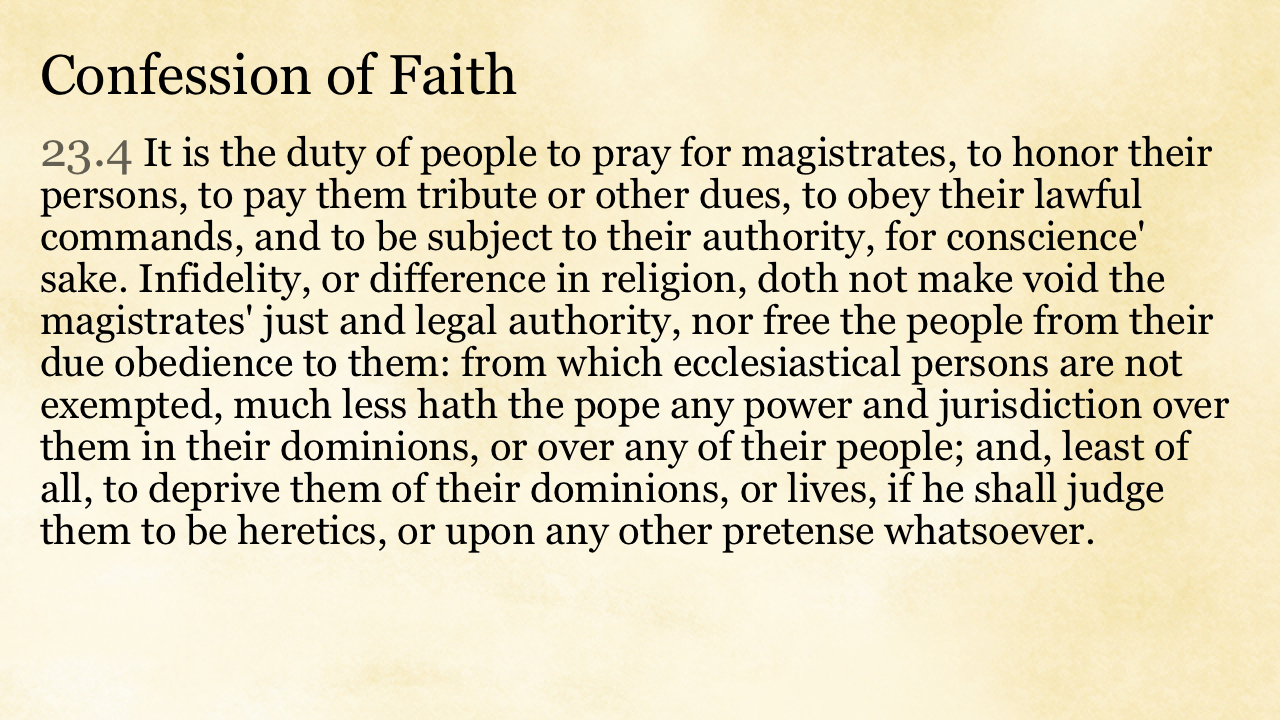 Confession of Faith
23.4 It is the duty of people to pray for magistrates, to honor their
persons, to pay them tribute or other dues, to obey their lawful
commands, and to be subject to their authority, for conscience'
sake. Infidelity, or difference in religion, doth not make void the
magistrates' just and legal authority, nor free the people from their
due obedience to them: from which ecclesiastical persons are not
exempted, much less hath the pope any power and jurisdiction over
them in their dominions, or over any of their people; and, least of
all, to deprive them of their dominions, or lives, if he shall judge
them to be heretics, or upon any other pretense whatsoever.